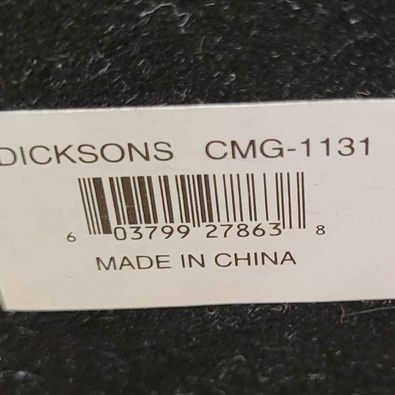 DICKSONS CMG-1131
6 03799 27863 8
MADE IN CHINA